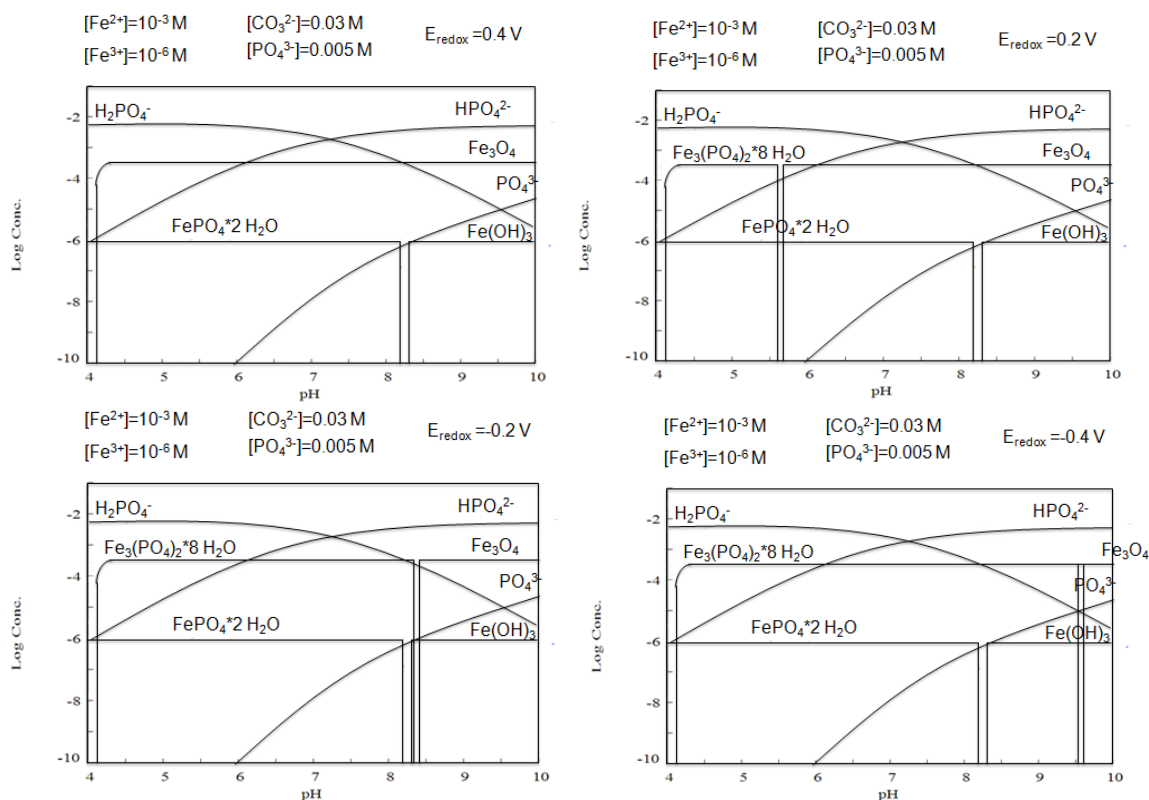 [Fe²⁺]=10⁻³ M [CO₃²⁻]=0.03 M
[Fe³⁺]=10⁻⁶ M [PO₄³⁻]=0.005 M E_redox =0.4 V
H₂PO₄⁻ HPO₄²⁻
Fe₃O₄
PO₄³⁻
FePO₄*2 H₂O Fe(OH)₃
Log Conc.
-2
-4
-6
-8
-10
4 5 6 7 8 9 10
pH
[Fe²⁺]=10⁻³ M [CO₃²⁻]=0.03 M
[Fe³⁺]=10⁻⁶ M [PO₄³⁻]=0.005 M E_redox =0.2 V
H₂PO₄⁻ HPO₄²⁻
Fe₃(PO₄)₂*8 H₂O Fe₃O₄
PO₄³⁻
FePO₄*2 H₂O Fe(OH)₃
Log Conc.
-2
-4
-6
-8
-10
4 5 6 7 8 9 10
pH
[Fe²⁺]=10⁻³ M [CO₃²⁻]=0.03 M
[Fe³⁺]=10⁻⁶ M [PO₄³⁻]=0.005 M E_redox =-0.2 V
H₂PO₄⁻ HPO₄²⁻
Fe₃(PO₄)₂*8 H₂O Fe₃O₄
PO₄³⁻
FePO₄*2 H₂O Fe(OH)₃
Log Conc.
-2
-4
-6
-8
-10
4 5 6 7 8 9 10
pH
[Fe²⁺]=10⁻³ M [CO₃²⁻]=0.03 M
[Fe³⁺]=10⁻⁶ M [PO₄³⁻]=0.005 M E_redox =-0.4 V
H₂PO₄⁻ HPO₄²⁻
Fe₃(PO₄)₂*8 H₂O Fe₃O₄
PO₄³⁻
FePO₄*2 H₂O Fe(OH)₃
Log Conc.
-2
-4
-6
-8
-10
4 5 6 7 8 9 10
pH